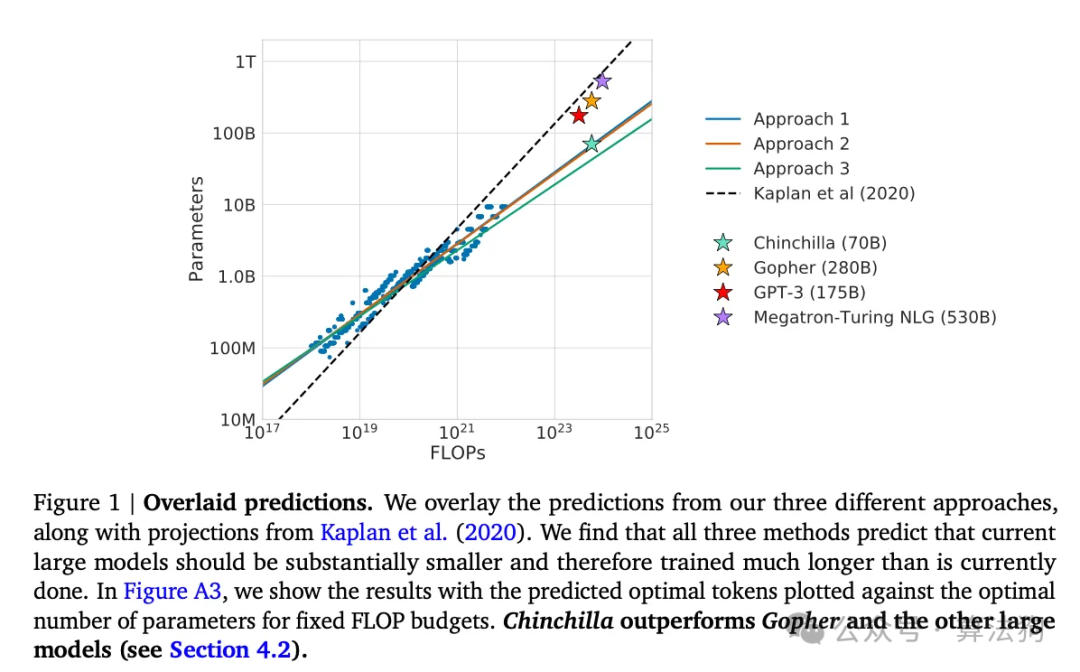 1T
100B
10B
1.0B
100M
10M
Parameters
10^17
10^19
10^21
10^23
10^25
FLOPs
Approach 1
Approach 2
Approach 3
Kaplan et al (2020)
Chinchilla (70B)
Gopher (280B)
GPT-3 (175B)
Megatron-Turing NLG (530B)
Figure 1 | Overlaid predictions. We overlay the predictions from our three different approaches,
along with projections from Kaplan et al. (2020). We find that all three methods predict that current
large models should be substantially smaller and therefore trained much longer than is currently
done. In Figure A3, we show the results with the predicted optimal tokens plotted against the optimal
number of parameters for fixed FLOP budgets. Chinchilla outperforms Gopher and the other large
models (see Section 4.2).
公众号 · 算法狗